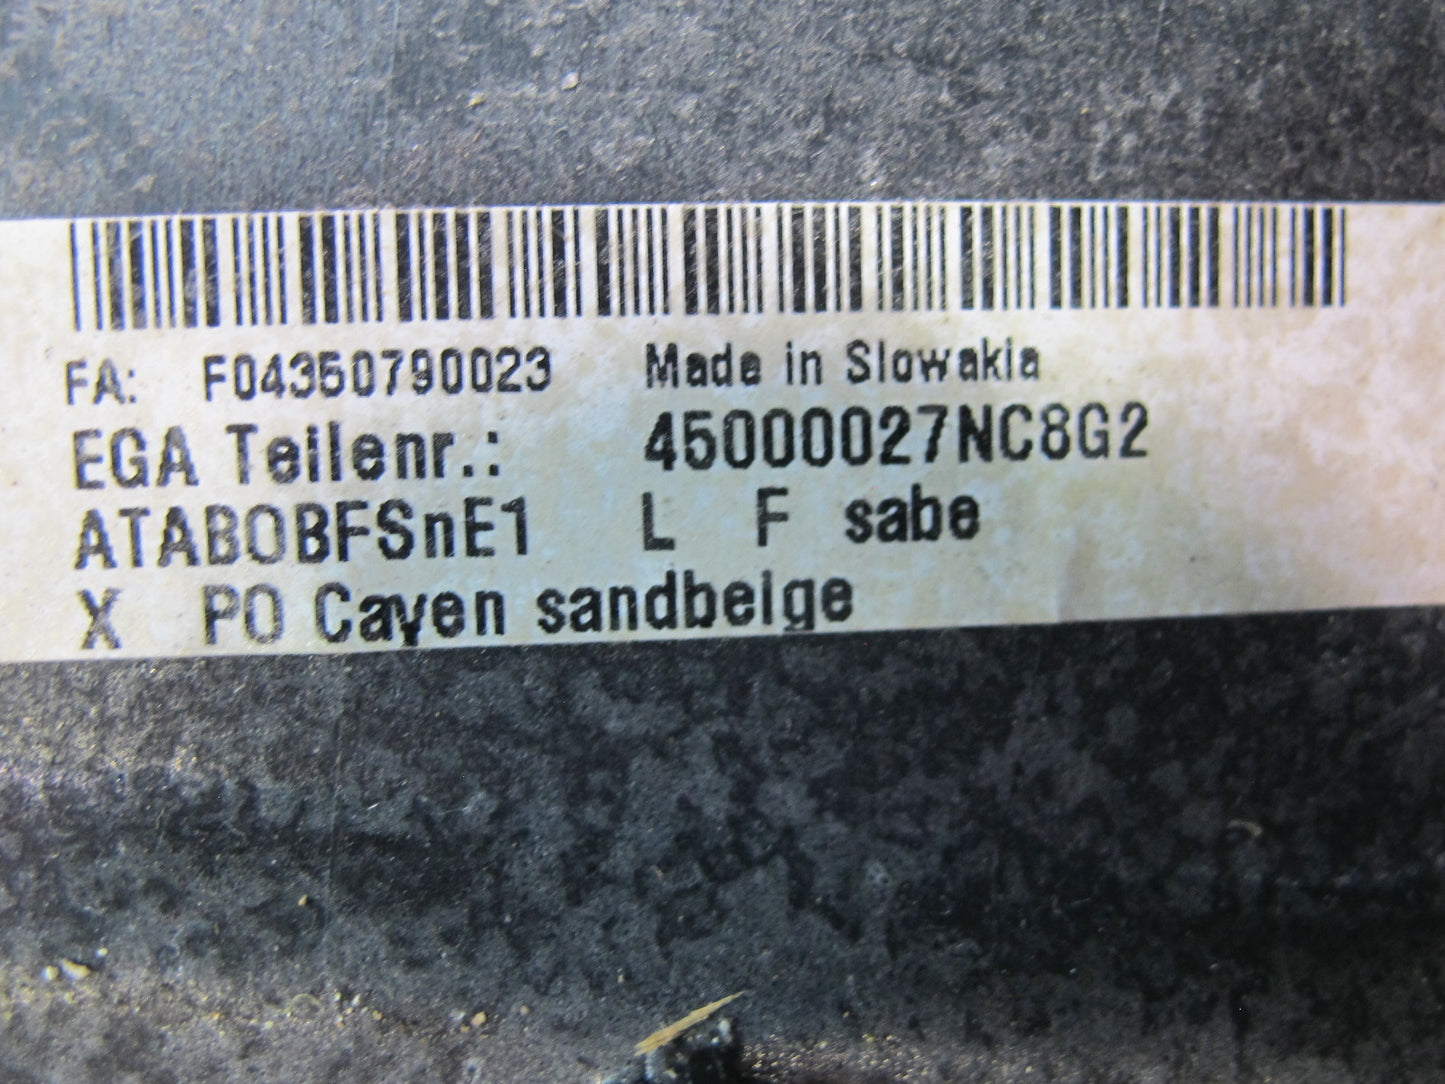 FA: F04350790023 Made in Slowakia
EGA Teilenr.: 45000027NC8G2
ATABOBFSnE1 L F sabe
X PO Cayen sandbeige